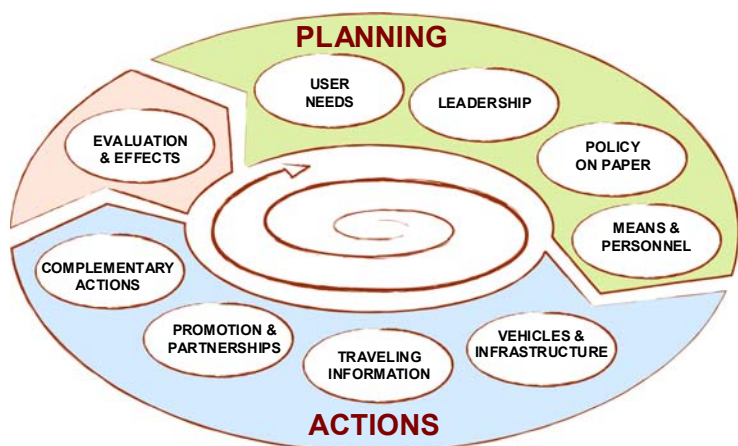 PLANNING
USER
NEEDS
LEADERSHIP
POLICY
ON PAPER
MEANS &
PERSONNEL
VEHICLES &
INFRASTRUCTURE
TRAVELING
INFORMATION
PROMOTION &
PARTNERSHIPS
COMPLEMENTARY
ACTIONS
ACTIONS
EVALUATION
& EFFECTS